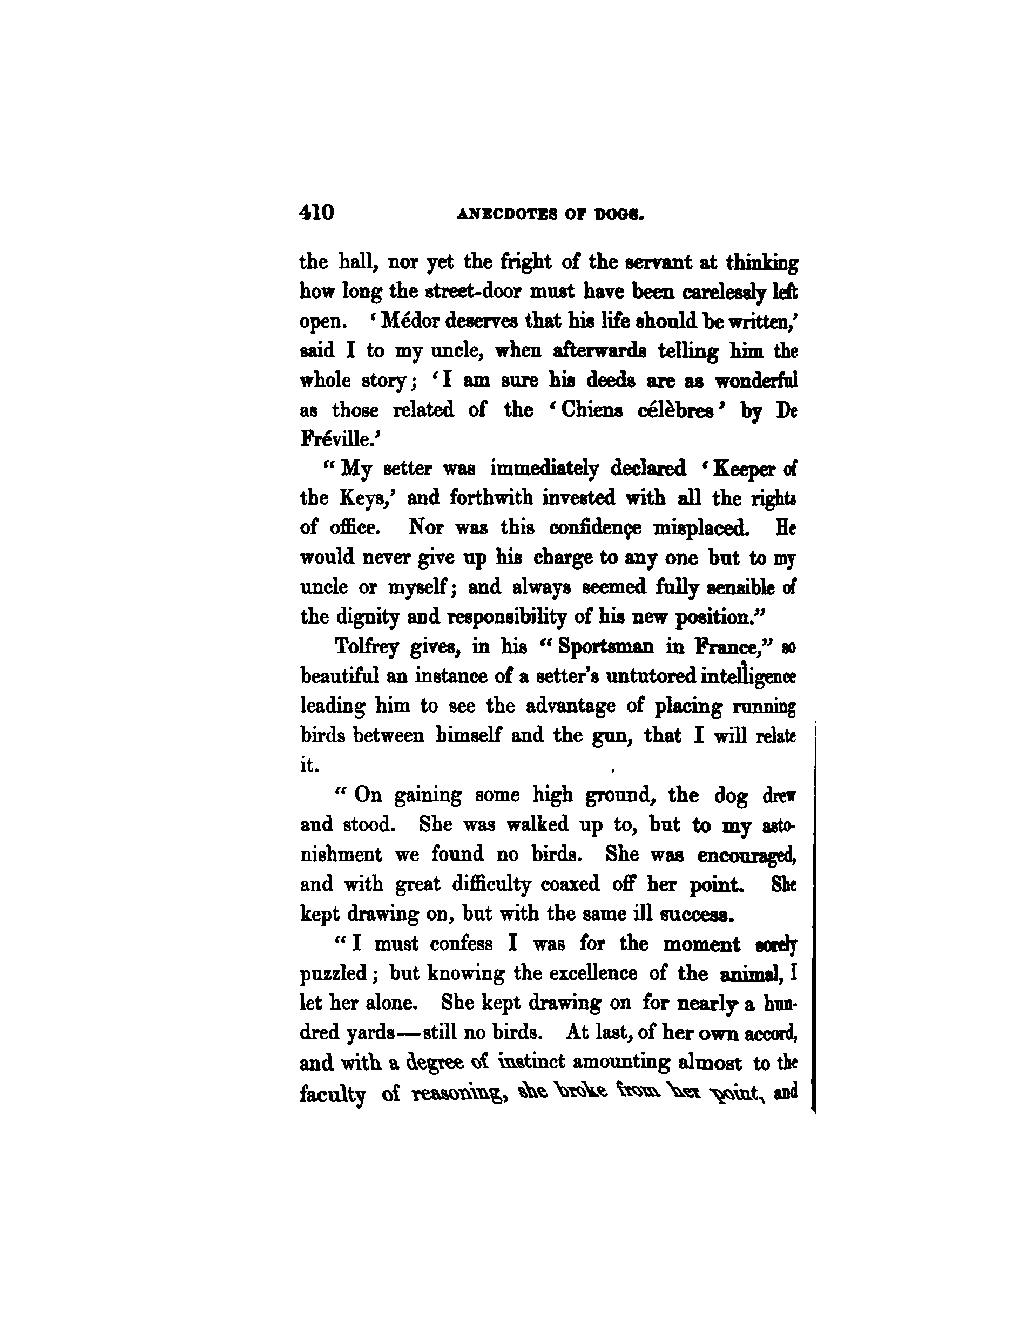 410 ANECDOTES OF DOGS.
the hall, nor yet the fright of the servant at thinking
how long the street-door must have been carelessly left
open. ‘Médor deserves that his life should be written,’
said I to my uncle, when afterwards telling him the
whole story; ‘I am sure his deeds are as wonderful
as those related of the ‘Chiens célèbres’ by De
Fréville.’
“My setter was immediately declared ‘Keeper of
the Keys,’ and forthwith invested with all the rights
of office. Nor was this confidence misplaced. He
would never give up his charge to any one but to my
uncle or myself; and always seemed fully sensible of
the dignity and responsibility of his new position.”
Tolfrey gives, in his “Sportsman in France,” so
beautiful an instance of a setter’s untutored intelligence
leading him to see the advantage of placing running
birds between himself and the gun, that I will relate
it.
“On gaining some high ground, the dog drew
and stood. She was walked up to, but to my asto-
nishment we found no birds. She was encouraged,
and with great difficulty coaxed off her point. She
kept drawing on, but with the same ill success.
“I must confess I was for the moment sorely
puzzled; but knowing the excellence of the animal, I
let her alone. She kept drawing on for nearly a hun-
dred yards—still no birds. At last, of her own accord,
and with a degree of instinct amounting almost to the
faculty of reasoning, she broke from her point, and